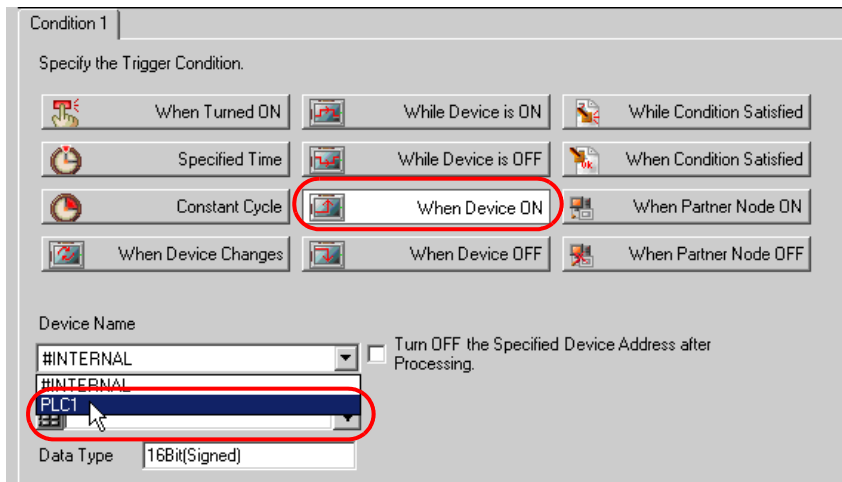 Condition 1
Specify the Trigger Condition.
When Turned ON
While Device is ON
While Condition Satisfied
Specified Time
While Device is OFF
When Condition Satisfied
Constant Cycle
When Device ON
When Partner Node ON
When Device Changes
When Device OFF
When Partner Node OFF
Device Name
#INTERNAL
Turn OFF the Specified Device Address after
Processing.
#INTERNAL
PLC1
Data Type 16Bit(Signed)